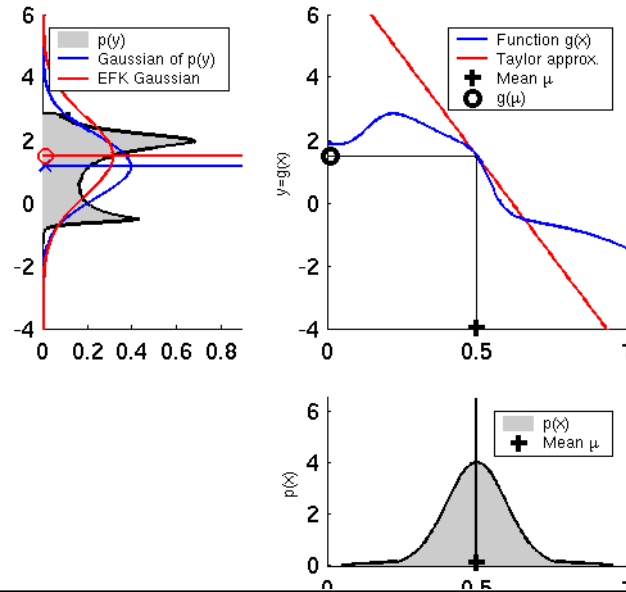 6
4
2
0
-2
-4
0 0.2 0.4 0.6 0.8
p(y)
Gaussian of p(y)
EFK Gaussian
6
4
2
0
-2
-4
0 0.5 1
y=g(x)
Function g(x)
Taylor approx.
Mean μ
g(μ)
6
4
2
0
p(x)
p(x)
Mean μ
0 0.5 1